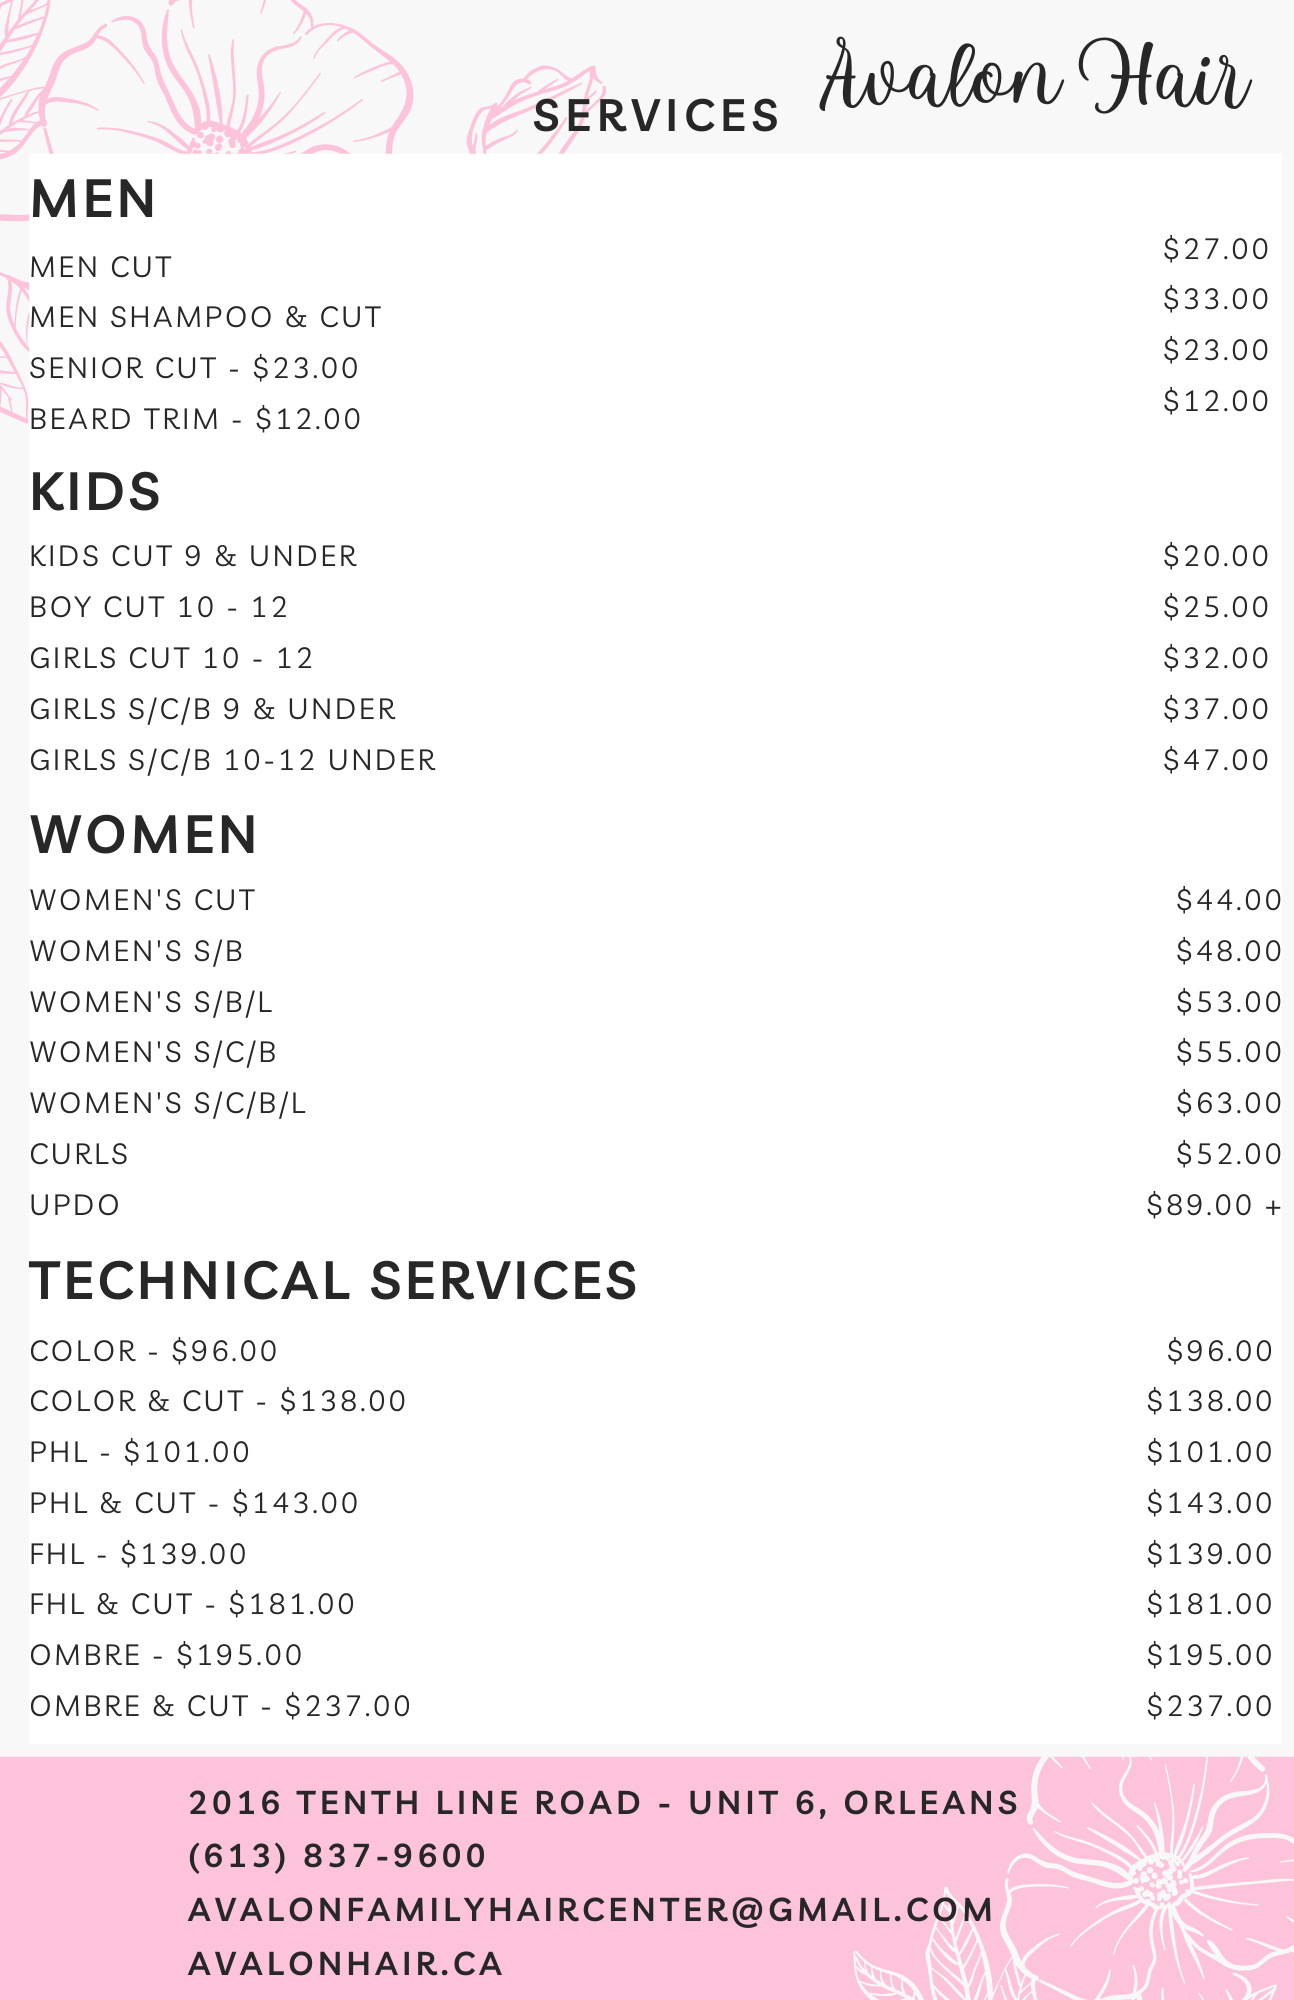 SERVICES Avalon Hair
MEN
MEN CUT $27.00
MEN SHAMPOO & CUT $33.00
SENIOR CUT - $23.00 $23.00
BEARD TRIM - $12.00 $12.00
KIDS
KIDS CUT 9 & UNDER $20.00
BOY CUT 10 - 12 $25.00
GIRLS CUT 10 - 12 $32.00
GIRLS S/C/B 9 & UNDER $37.00
GIRLS S/C/B 10-12 UNDER $47.00
WOMEN
WOMEN'S CUT $44.00
WOMEN'S S/B $48.00
WOMEN'S S/B/L $53.00
WOMEN'S S/C/B $55.00
WOMEN'S S/C/B/L $63.00
CURLS $52.00
UPDO $89.00 +
TECHNICAL SERVICES
COLOR - $96.00 $96.00
COLOR & CUT - $138.00 $138.00
PHL - $101.00 $101.00
PHL & CUT - $143.00 $143.00
FHL - $139.00 $139.00
FHL & CUT - $181.00 $181.00
OMBRE - $195.00 $195.00
OMBRE & CUT - $237.00 $237.00
2016 TENTH LINE ROAD - UNIT 6, ORLEANS
(613) 837-9600
AVALONFAMILYHAIRCENTER@GMAIL.COM
AVALONHAIR.CA